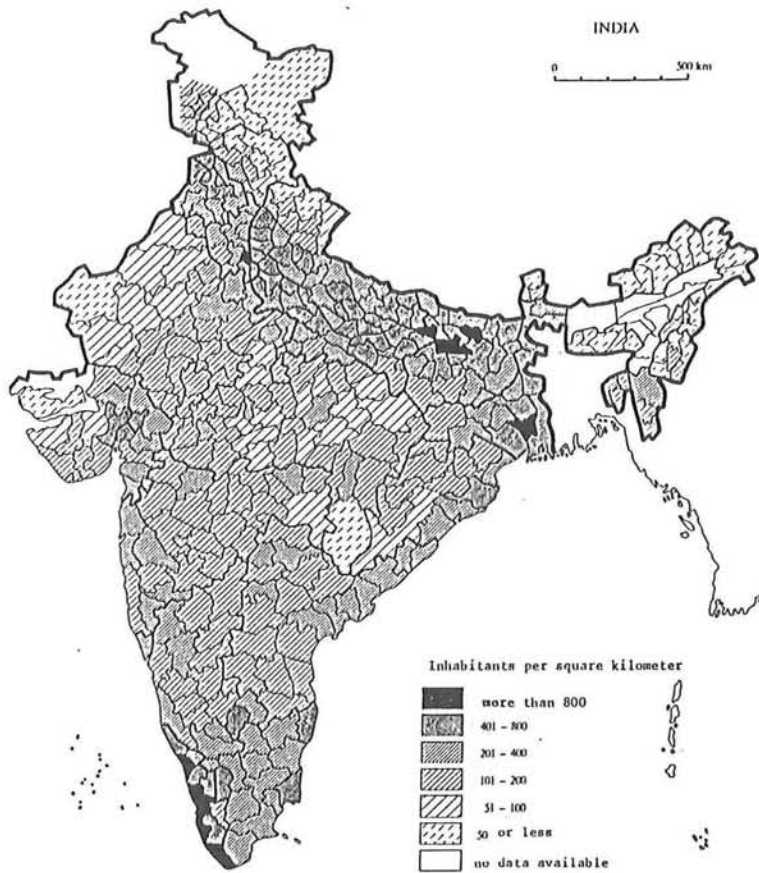 INDIA
0 500 km
Inhabitants per square kilometer
more than 800
401 - 800
201 - 400
101 - 200
51 - 100
50 or less
no data available